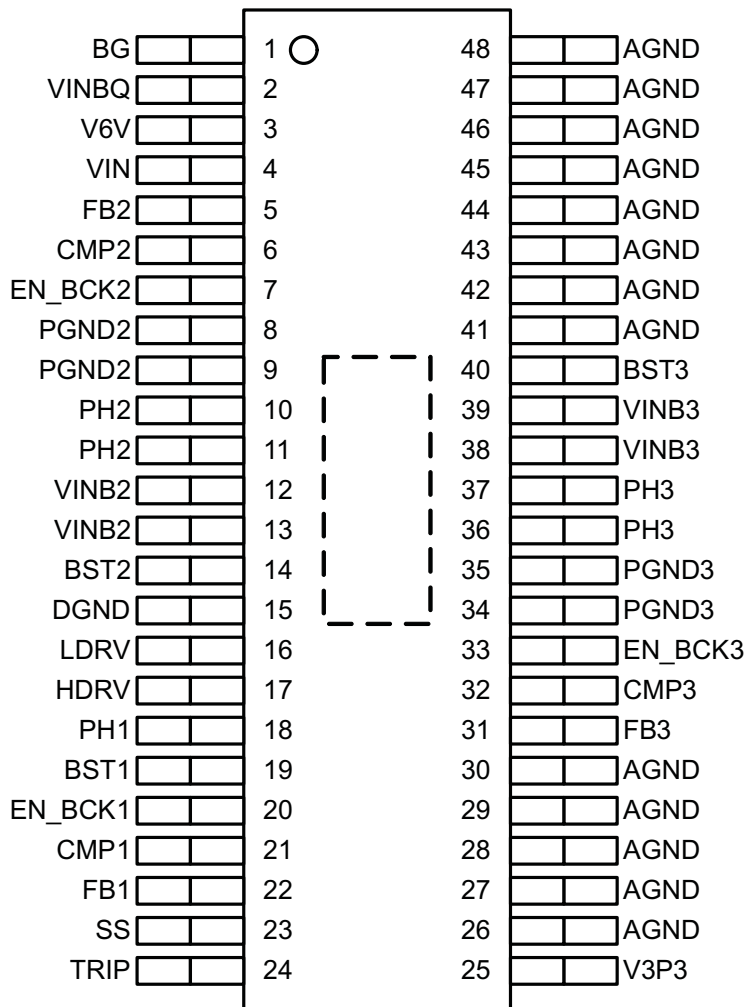 BG 1 48 AGND
VINBQ 2 47 AGND
V6V 3 46 AGND
VIN 4 45 AGND
FB2 5 44 AGND
CMP2 6 43 AGND
EN_BCK2 7 42 AGND
PGND2 8 41 AGND
PGND2 9 40 BST3
PH2 10 39 VINB3
PH2 11 38 VINB3
VINB2 12 37 PH3
VINB2 13 36 PH3
BST2 14 35 PGND3
DGND 15 34 PGND3
LDRV 16 33 EN_BCK3
HDRV 17 32 CMP3
PH1 18 31 FB3
BST1 19 30 AGND
EN_BCK1 20 29 AGND
CMP1 21 28 AGND
FB1 22 27 AGND
SS 23 26 AGND
TRIP 24 25 V3P3